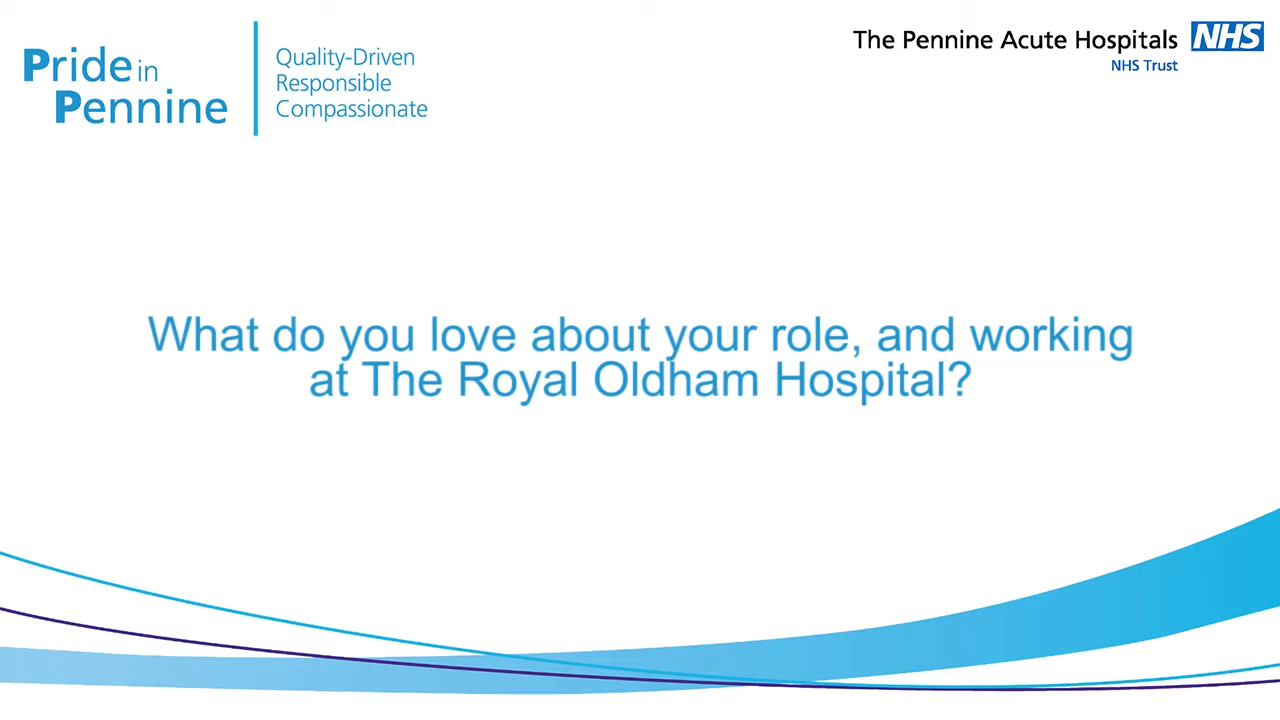 Pride in
Pennine
Quality-Driven
Responsible
Compassionate
The Pennine Acute Hospitals NHS
NHS Trust
What do you love about your role, and working
at The Royal Oldham Hospital?